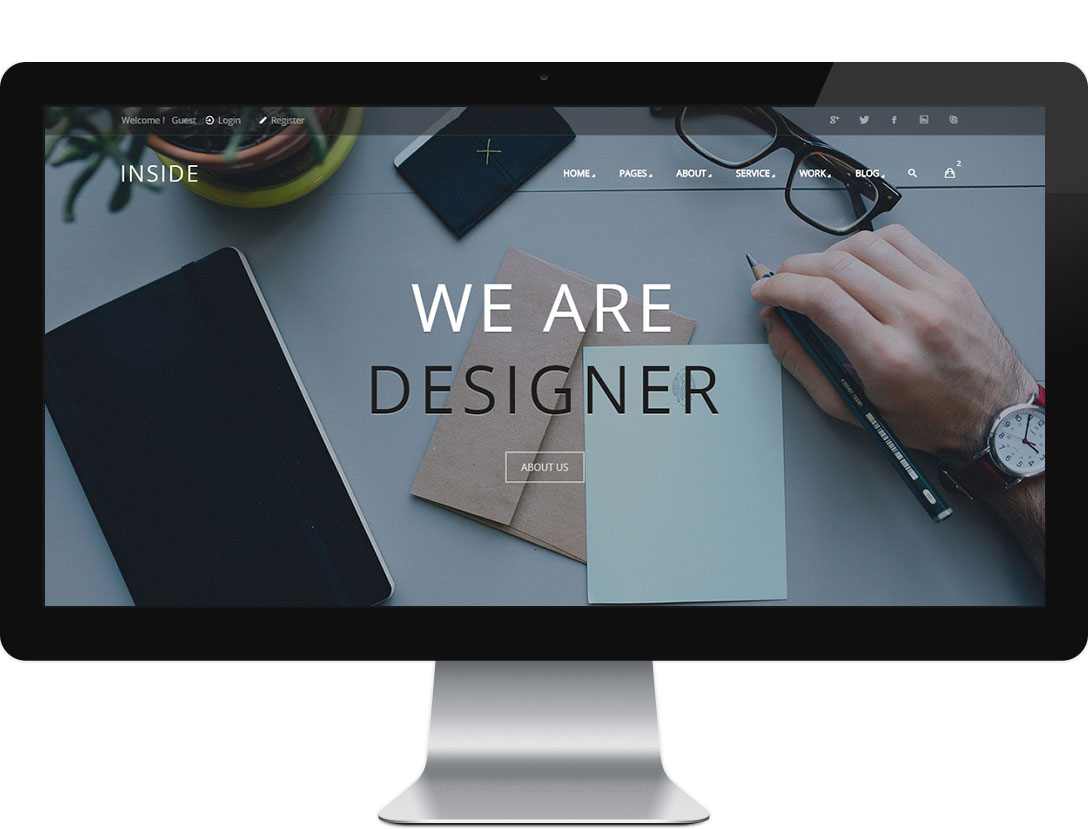 Welcome ! Guest Login Register
INSIDE
HOME PAGES ABOUT SERVICE WORK BLOG 2
WE ARE
DESIGNER
ABOUT US